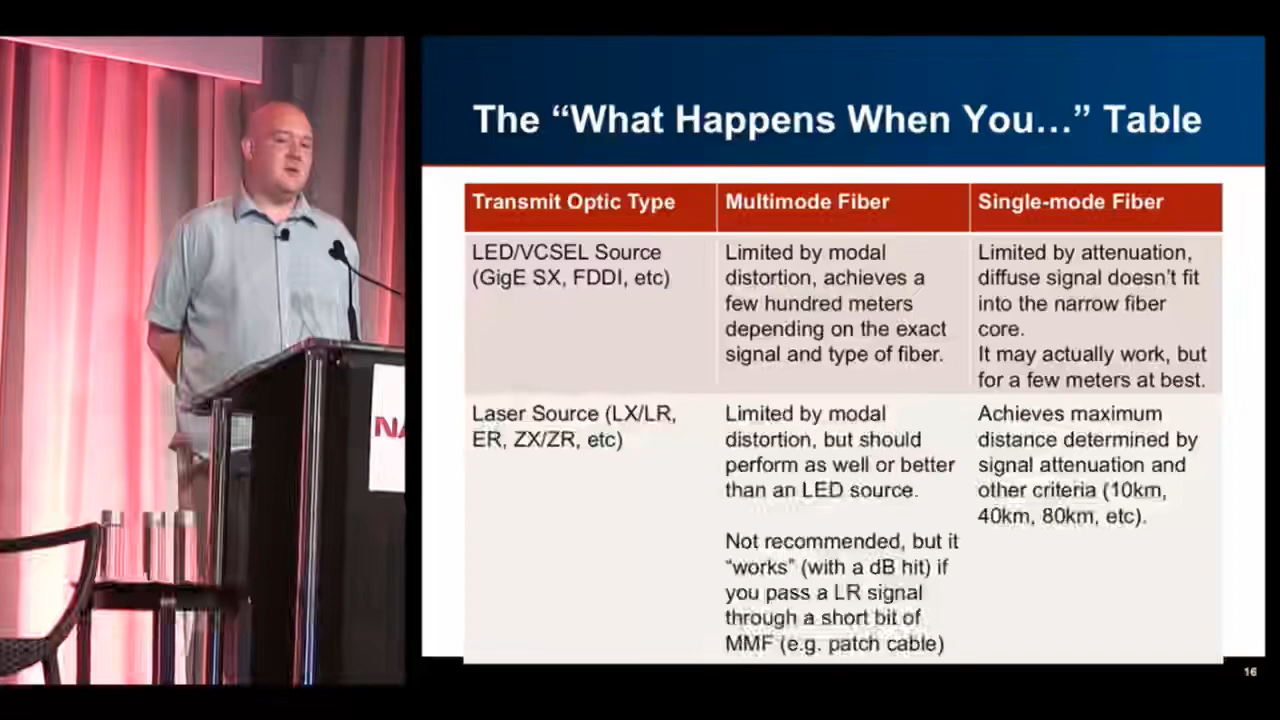 The “What Happens When You…” Table
Transmit Optic Type
Multimode Fiber
Single-mode Fiber
LED/VCSEL Source
(GigE SX, FDDI, etc)
Limited by modal
distortion, achieves a
few hundred meters
depending on the exact
signal and type of fiber.
Limited by attenuation,
diffuse signal doesn’t fit
into the narrow fiber
core.
It may actually work, but
for a few meters at best.
Laser Source (LX/LR,
ER, ZX/ZR, etc)
Limited by modal
distortion, but should
perform as well or better
than an LED source.
Not recommended, but it
“works” (with a dB hit) if
you pass a LR signal
through a short bit of
MMF (e.g. patch cable)
Achieves maximum
distance determined by
signal attenuation and
other criteria (10km,
40km, 80km, etc).
16